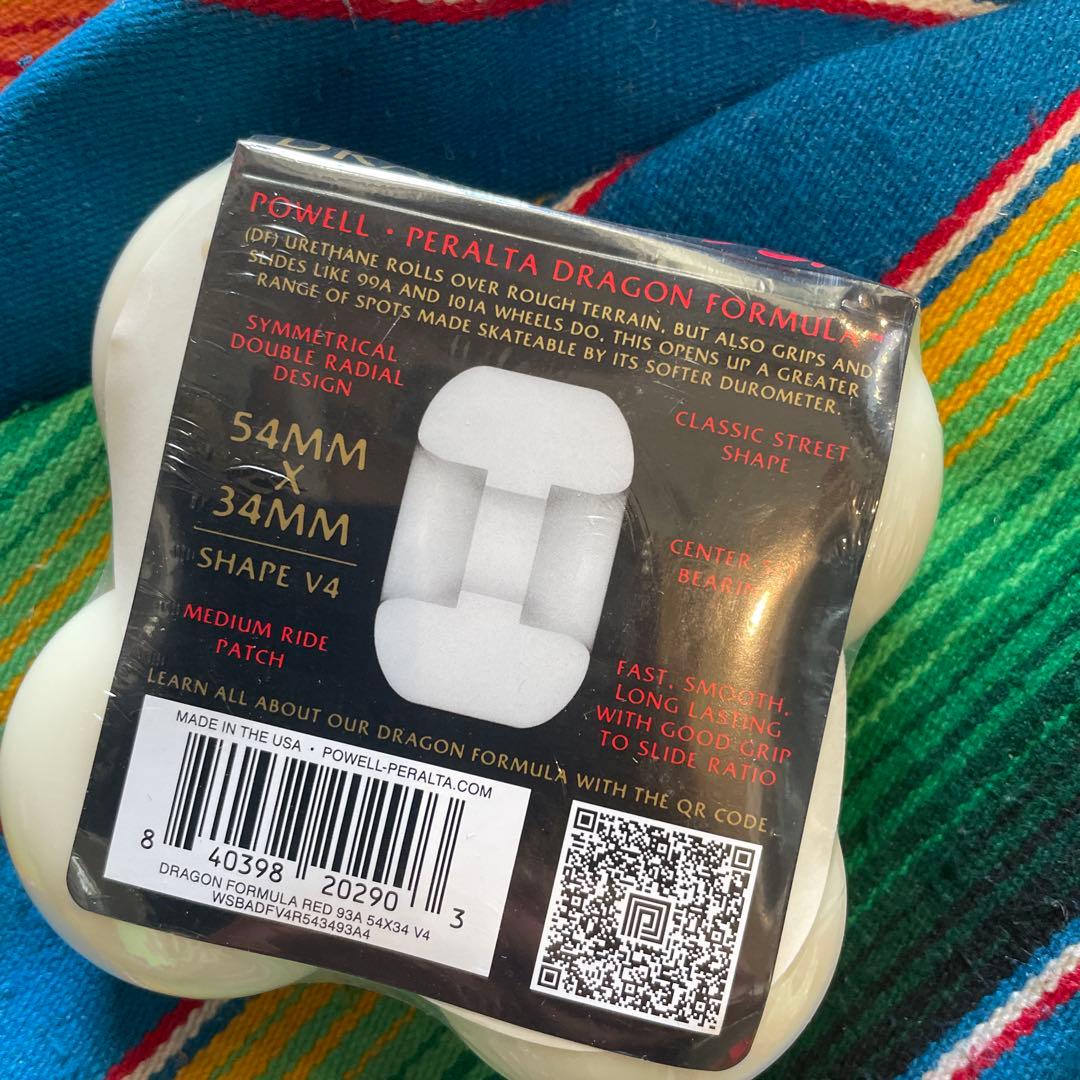 POWELL • PERALTA DRAGON FORMULA™
(DF) URETHANE ROLLS OVER ROUGH TERRAIN, BUT ALSO GRIPS AND
SLIDES LIKE 99A AND 101A WHEELS DO. THIS OPENS UP A GREATER
RANGE OF SPOTS MADE SKATEABLE BY ITS SOFTER DUROMETER.
SYMMETRICAL
DOUBLE RADIAL
DESIGN
CLASSIC STREET
SHAPE
54MM
X
34MM
SHAPE V4
CENTER
MEDIUM RIDE
PATCH
FAST, SMOOTH,
LONG LASTING
WITH GOOD GRIP
TO SLIDE RATIO
LEARN ALL ABOUT OUR DRAGON FORMULA WITH THE QR CODE
MADE IN THE USA • POWELL-PERALTA.COM
8 40398 20290 3
DRAGON FORMULA RED 93A 54X34 V4
WSBADFV4R543493A4